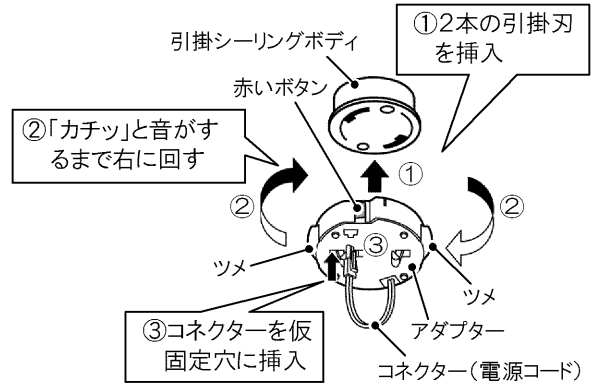 ①2本の引掛刃
を挿入
引掛シーリングボディ
赤いボタン
②「カチッ」と音がす
るまで右に回す
①
②
②
③
ツメ
ツメ
③コネクターを仮
固定穴に挿入
アダプター
コネクター(電源コード)